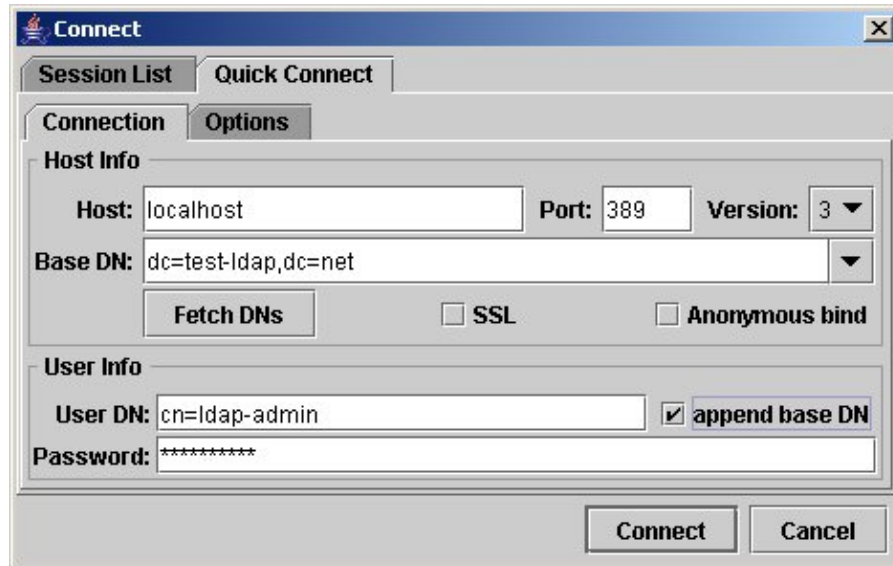 Connect
Session List Quick Connect
Connection Options
Host Info
Host: localhost Port: 389 Version: 3
Base DN: dc=test-ldap,dc=net
Fetch DNs SSL Anonymous bind
User Info
User DN: cn=ldap-admin append base DN
Password: **********
Connect Cancel